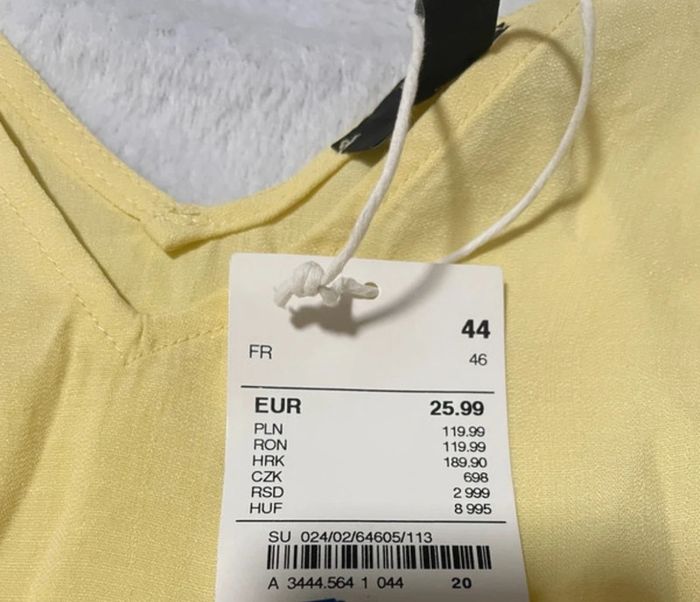 44
FR 46
EUR 25.99
PLN 119.99
RON 119.99
HRK 189.90
CZK 698
RSD 2 999
HUF 8 995
SU 024/02/64605/113
A 3444.564 1 044 20